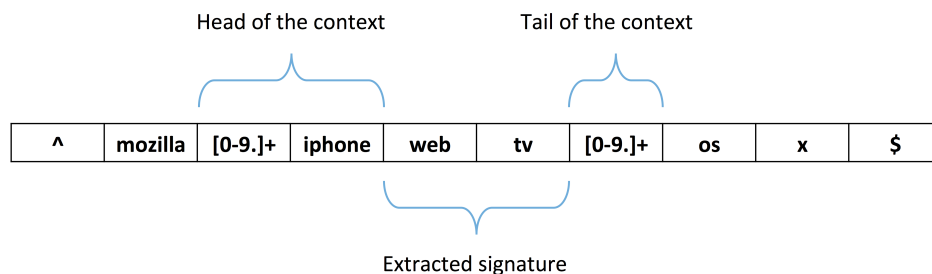 Head of the context Tail of the context
^ mozilla [0-9.]+ iphone web tv [0-9.]+ os x $
Extracted signature